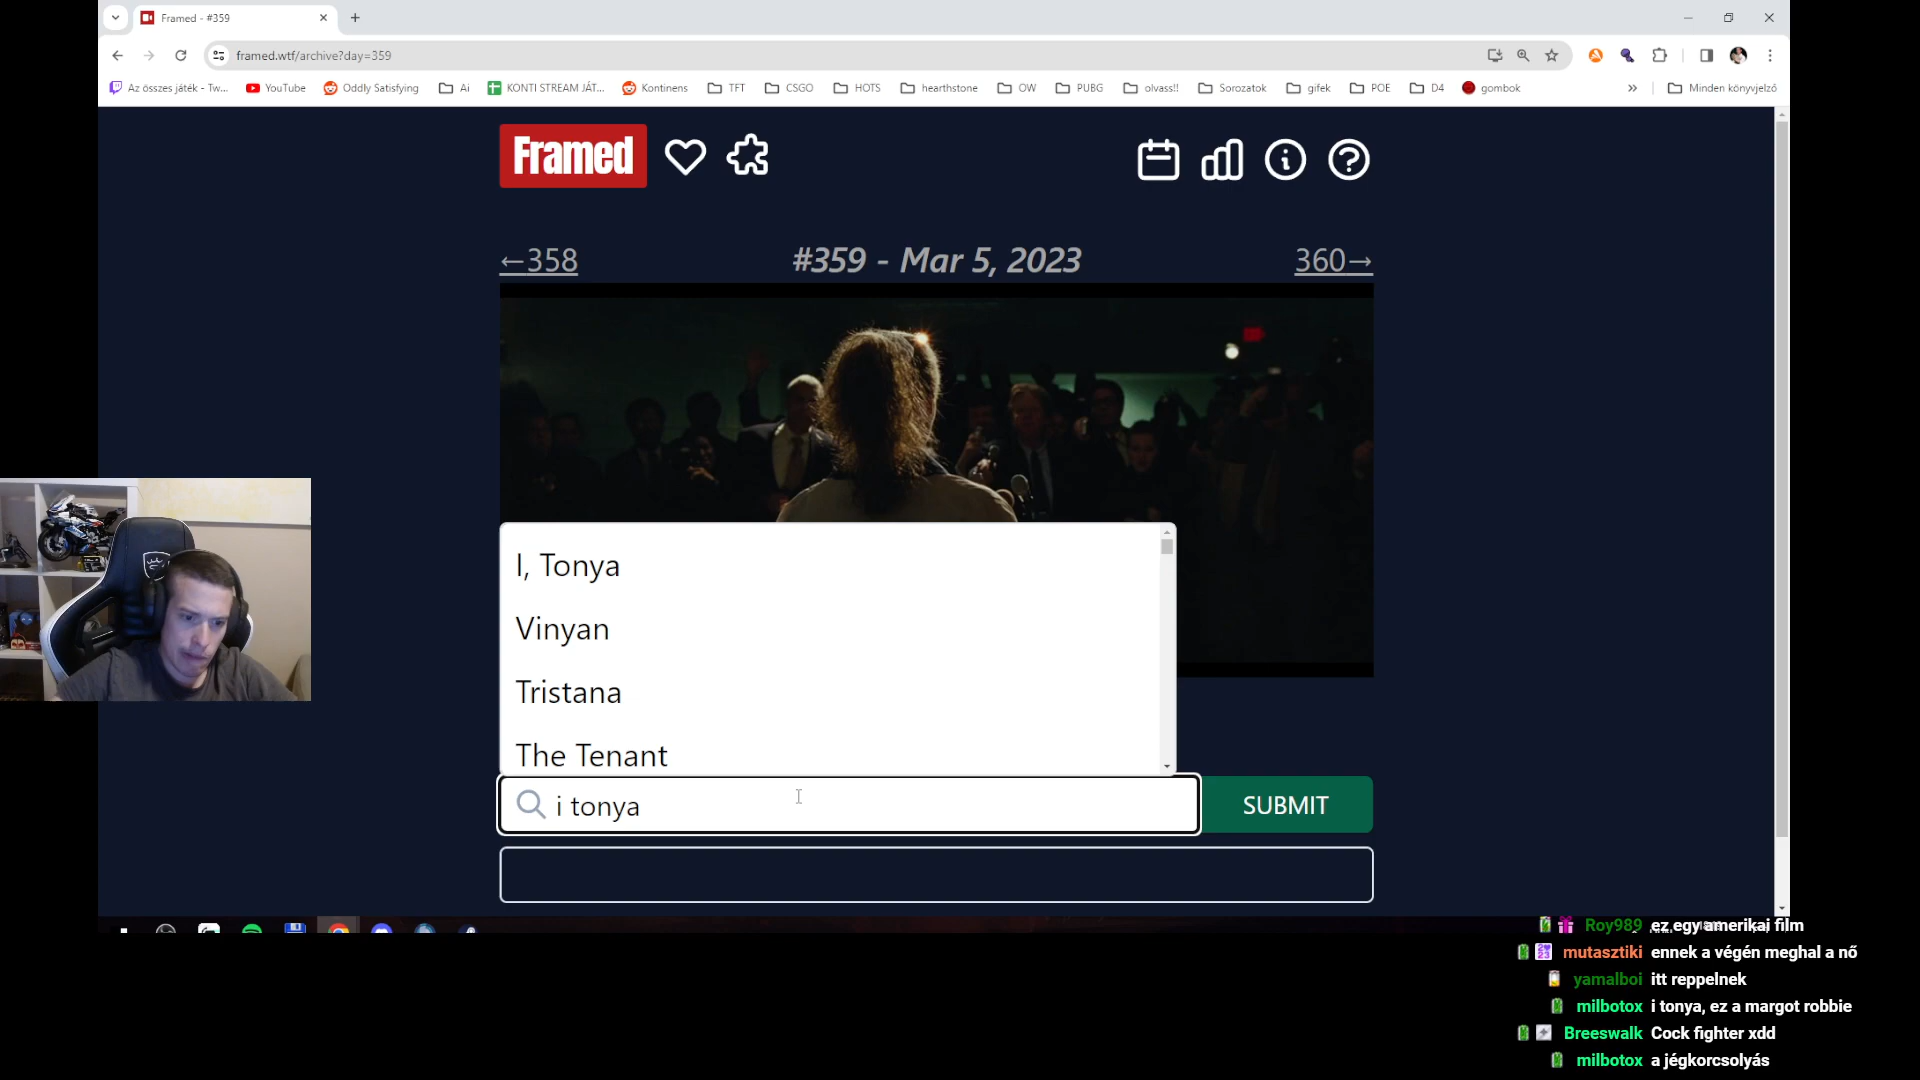 Framed - #359
framed.wtf/archive?day=359
Az összes játék - Tw... YouTube Oddly Satisfying Ai KONTI STREAM JÁT... Kontinens TFT CSGO HOTS hearthstone OW PUBG olvass!! Sorozatok gifek POE D4 gombok » Minden könyvjelző
Framed
←358 #359 - Mar 5, 2023 360→
I, Tonya
Vinyan
Tristana
The Tenant
i tonya SUBMIT
Roy989 ez egy amerikai film
mutasztiki ennek a végén meghal a nő
yamalboi itt reppelnek
milbotox i tonya, ez a margot robbie
Breeswalk Cock fighter xdd
milbotox a jégkorcsolyás